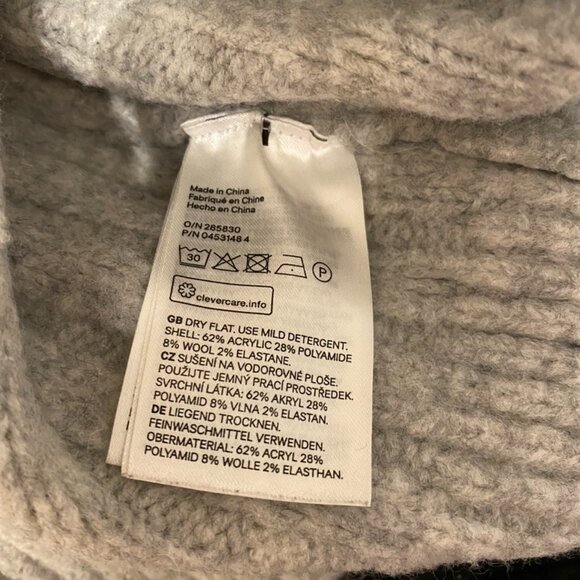 Made in China
Fabriqué en Chine
Hecho en China
O/N 285830
P/N 0453148 4
30
P
clevercare.info
GB DRY FLAT. USE MILD DETERGENT.
SHELL: 62% ACRYLIC 28% POLYAMIDE
8% WOOL 2% ELASTANE.
CZ SUŠENÍ NA VODOROVNÉ PLOŠE.
POUŽIJTE JEMNÝ PRACÍ PROSTŘEDEK.
SVRCHNÍ LÁTKA: 62% AKRYL 28%
POLYAMID 8% VLNA 2% ELASTAN.
DE LIEGEND TROCKNEN.
FEINWASCHMITTEL VERWENDEN.
OBERMATERIAL: 62% ACRYL 28%
POLYAMID 8% WOLLE 2% ELASTHAN.